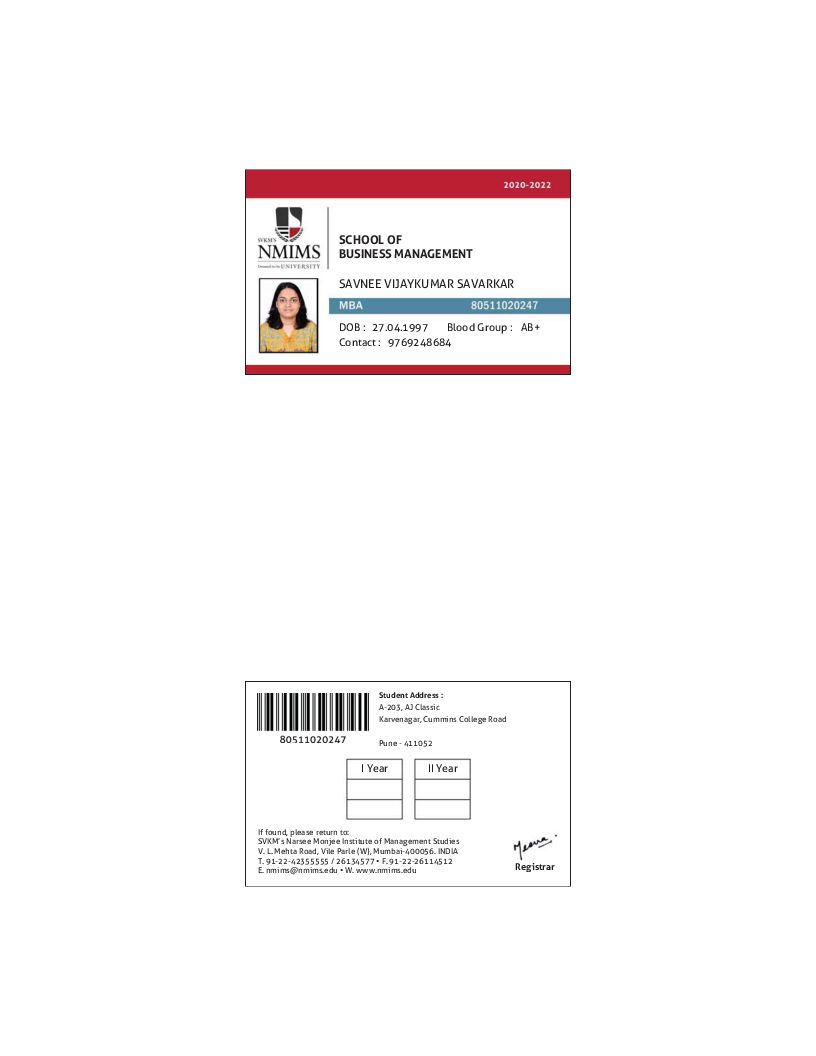 2020-2022
SVKM'S
NMIMS
Deemed to be UNIVERSITY
SCHOOL OF
BUSINESS MANAGEMENT
SAVNEE VIJAYKUMAR SAVARKAR
MBA 80511020247
DOB : 27.04.1997 Blood Group : AB+
Contact : 9769248684
Student Address :
A-203, AJ Classic
Karvenagar, Cummins College Road
80511020247
Pune - 411052
I Year II Year
If found, please return to:
SVKM's Narsee Monjee Institute of Management Studies
V. L. Mehta Road, Vile Parle (W), Mumbai-400056. INDIA
T. 91-22-42355555 / 26134577 • F. 91-22-26114512
E. nmims@nmims.edu • W. www.nmims.edu
Registrar